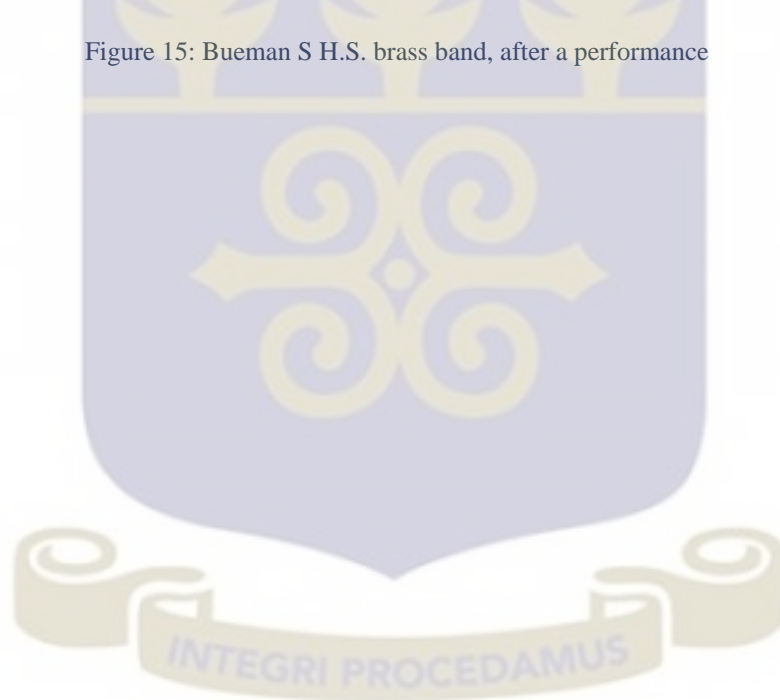 Figure 15: Bueman S H.S. brass band, after a performance
INTEGRI PROCEDAMUS